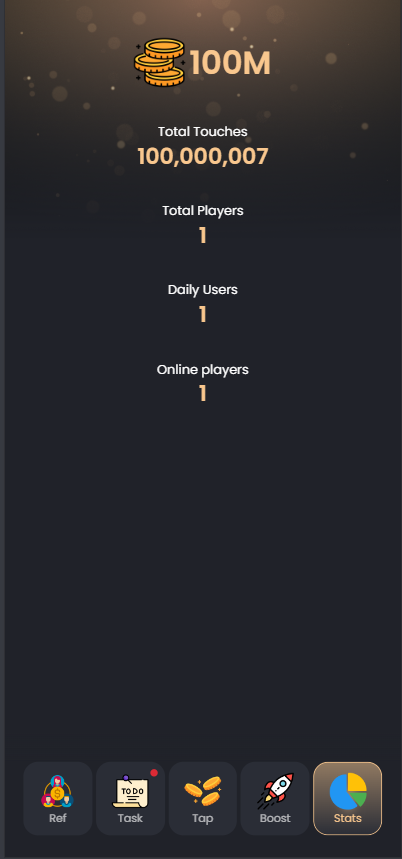 100M
Total Touches
100,000,007
Total Players
1
Daily Users
1
Online players
1
TO DO
Ref
Task
Tap
Boost
Stats